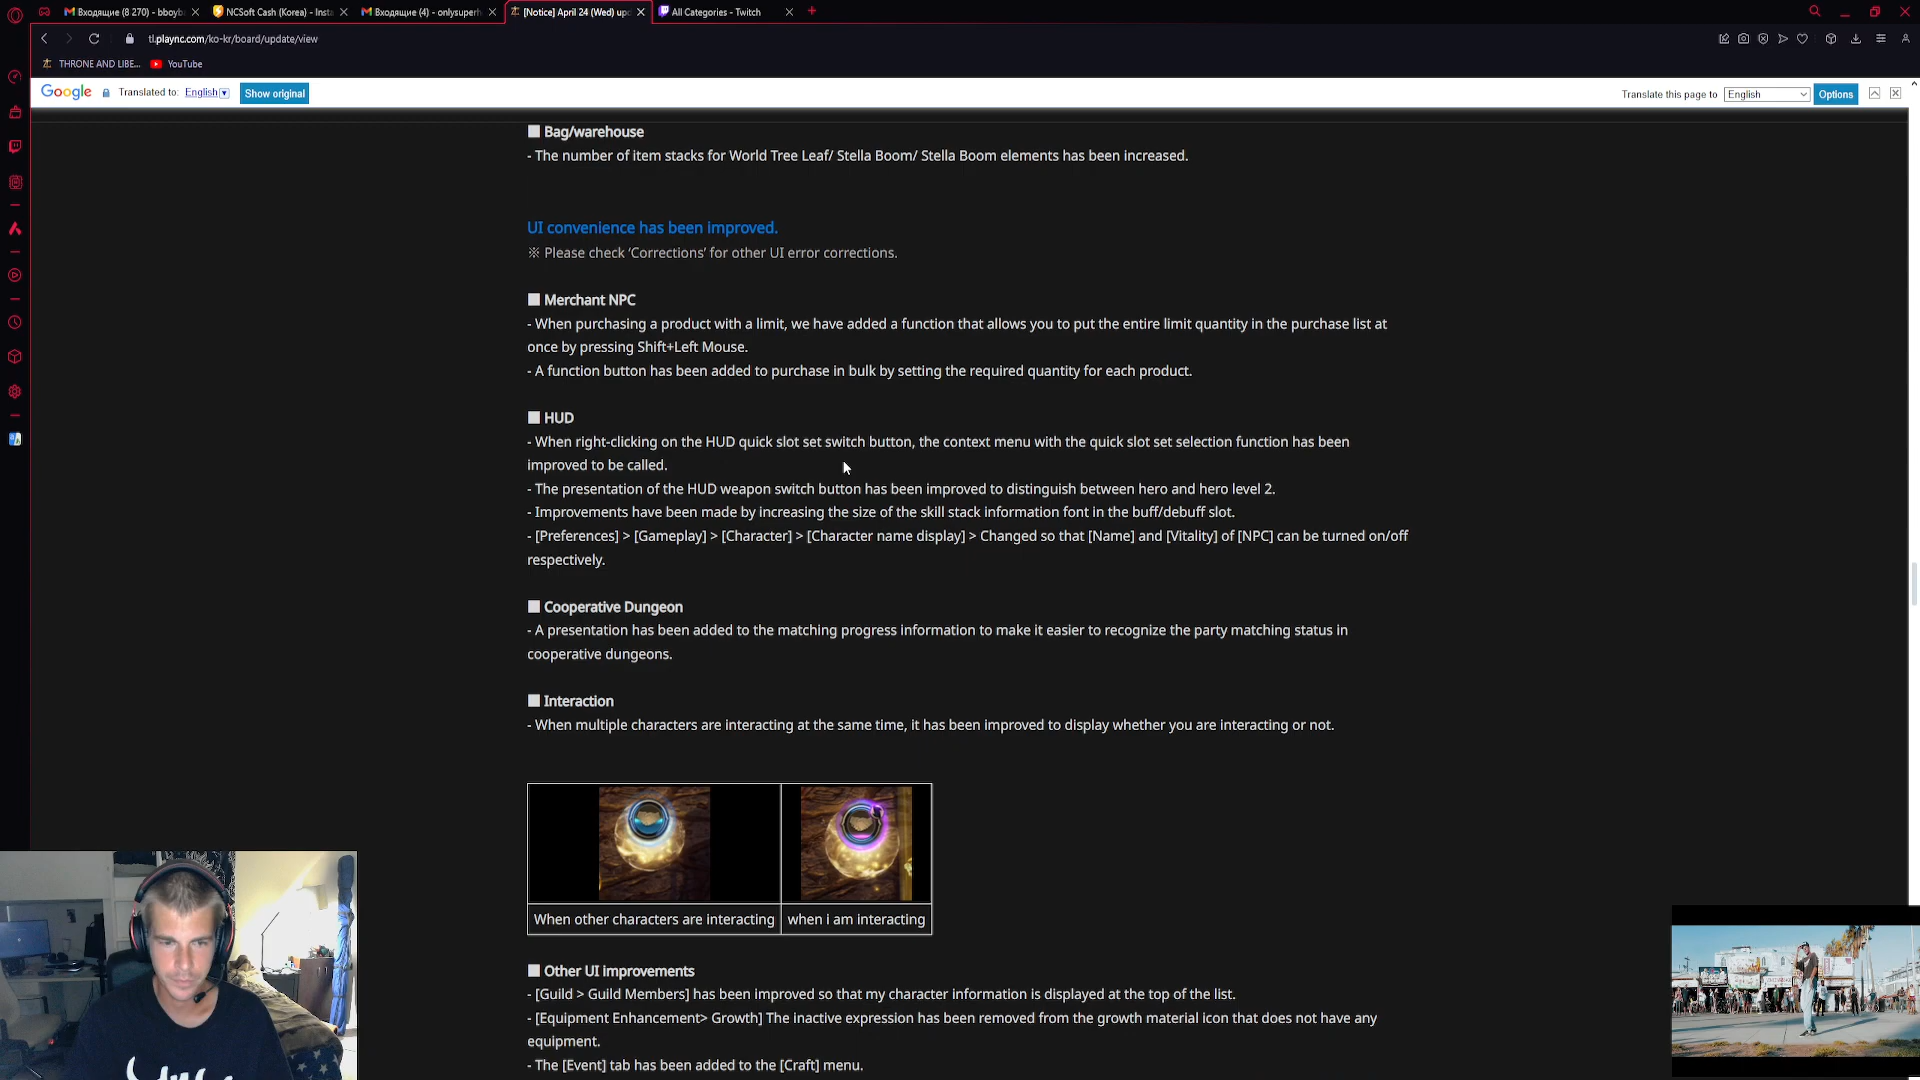 Входящие (8 270) - bboyb
NCSoft Cash (Korea) - Insta
Входящие (4) - onlysuperh
[Notice] April 24 (Wed) upd
All Categories - Twitch
tl.plaync.com/ko-kr/board/update/view
THRONE AND LIBE...
YouTube
Google
Translated to: English
Show original
Translate this page to
English
Options
Bag/warehouse
- The number of item stacks for World Tree Leaf/ Stella Boom/ Stella Boom elements has been increased.
UI convenience has been improved.
※ Please check ‘Corrections’ for other UI error corrections.
Merchant NPC
- When purchasing a product with a limit, we have added a function that allows you to put the entire limit quantity in the purchase list at
once by pressing Shift+Left Mouse.
- A function button has been added to purchase in bulk by setting the required quantity for each product.
HUD
- When right-clicking on the HUD quick slot set switch button, the context menu with the quick slot set selection function has been
improved to be called.
- The presentation of the HUD weapon switch button has been improved to distinguish between hero and hero level 2.
- Improvements have been made by increasing the size of the skill stack information font in the buff/debuff slot.
- [Preferences] > [Gameplay] > [Character] > [Character name display] > Changed so that [Name] and [Vitality] of [NPC] can be turned on/off
respectively.
Cooperative Dungeon
- A presentation has been added to the matching progress information to make it easier to recognize the party matching status in
cooperative dungeons.
Interaction
- When multiple characters are interacting at the same time, it has been improved to display whether you are interacting or not.
When other characters are interacting
when i am interacting
Other UI improvements
- [Guild > Guild Members] has been improved so that my character information is displayed at the top of the list.
- [Equipment Enhancement> Growth] The inactive expression has been removed from the growth material icon that does not have any
equipment.
- The [Event] tab has been added to the [Craft] menu.